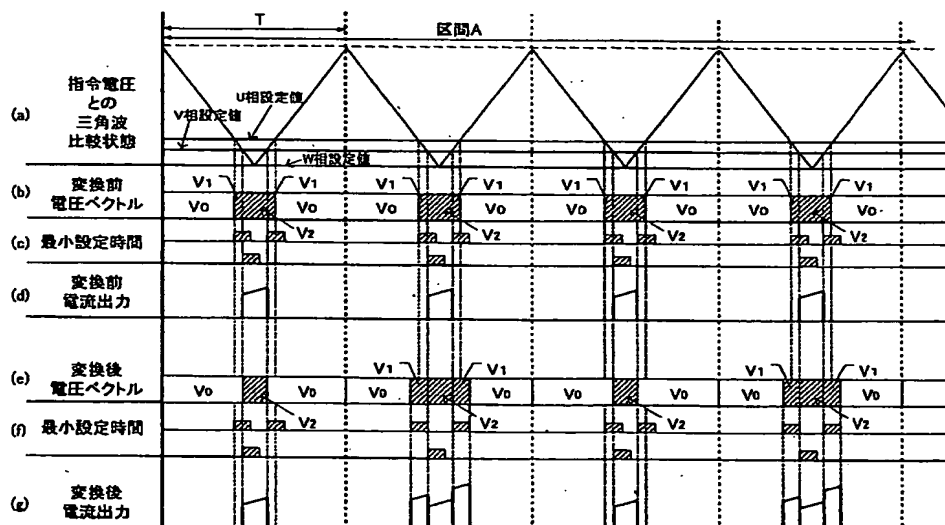 T
区間A
(a)
指令電圧
との
三角波
比較状態
U相設定値
V相設定値
W相設定値
(b)
変換前
電圧ベクトル
V1 V1 V1 V1 V1 V1 V1 V1
V0 V0 V0 V0 V0 V0 V0 V0
V2 V2 V2 V2
(c) 最小設定時間
(d)
変換前
電流出力
(e)
変換後
電圧ベクトル
V1 V1 V1 V1
V0 V0 V0 V0 V0 V0 V0 V0
V2 V2 V2 V2
(f) 最小設定時間
(g)
変換後
電流出力